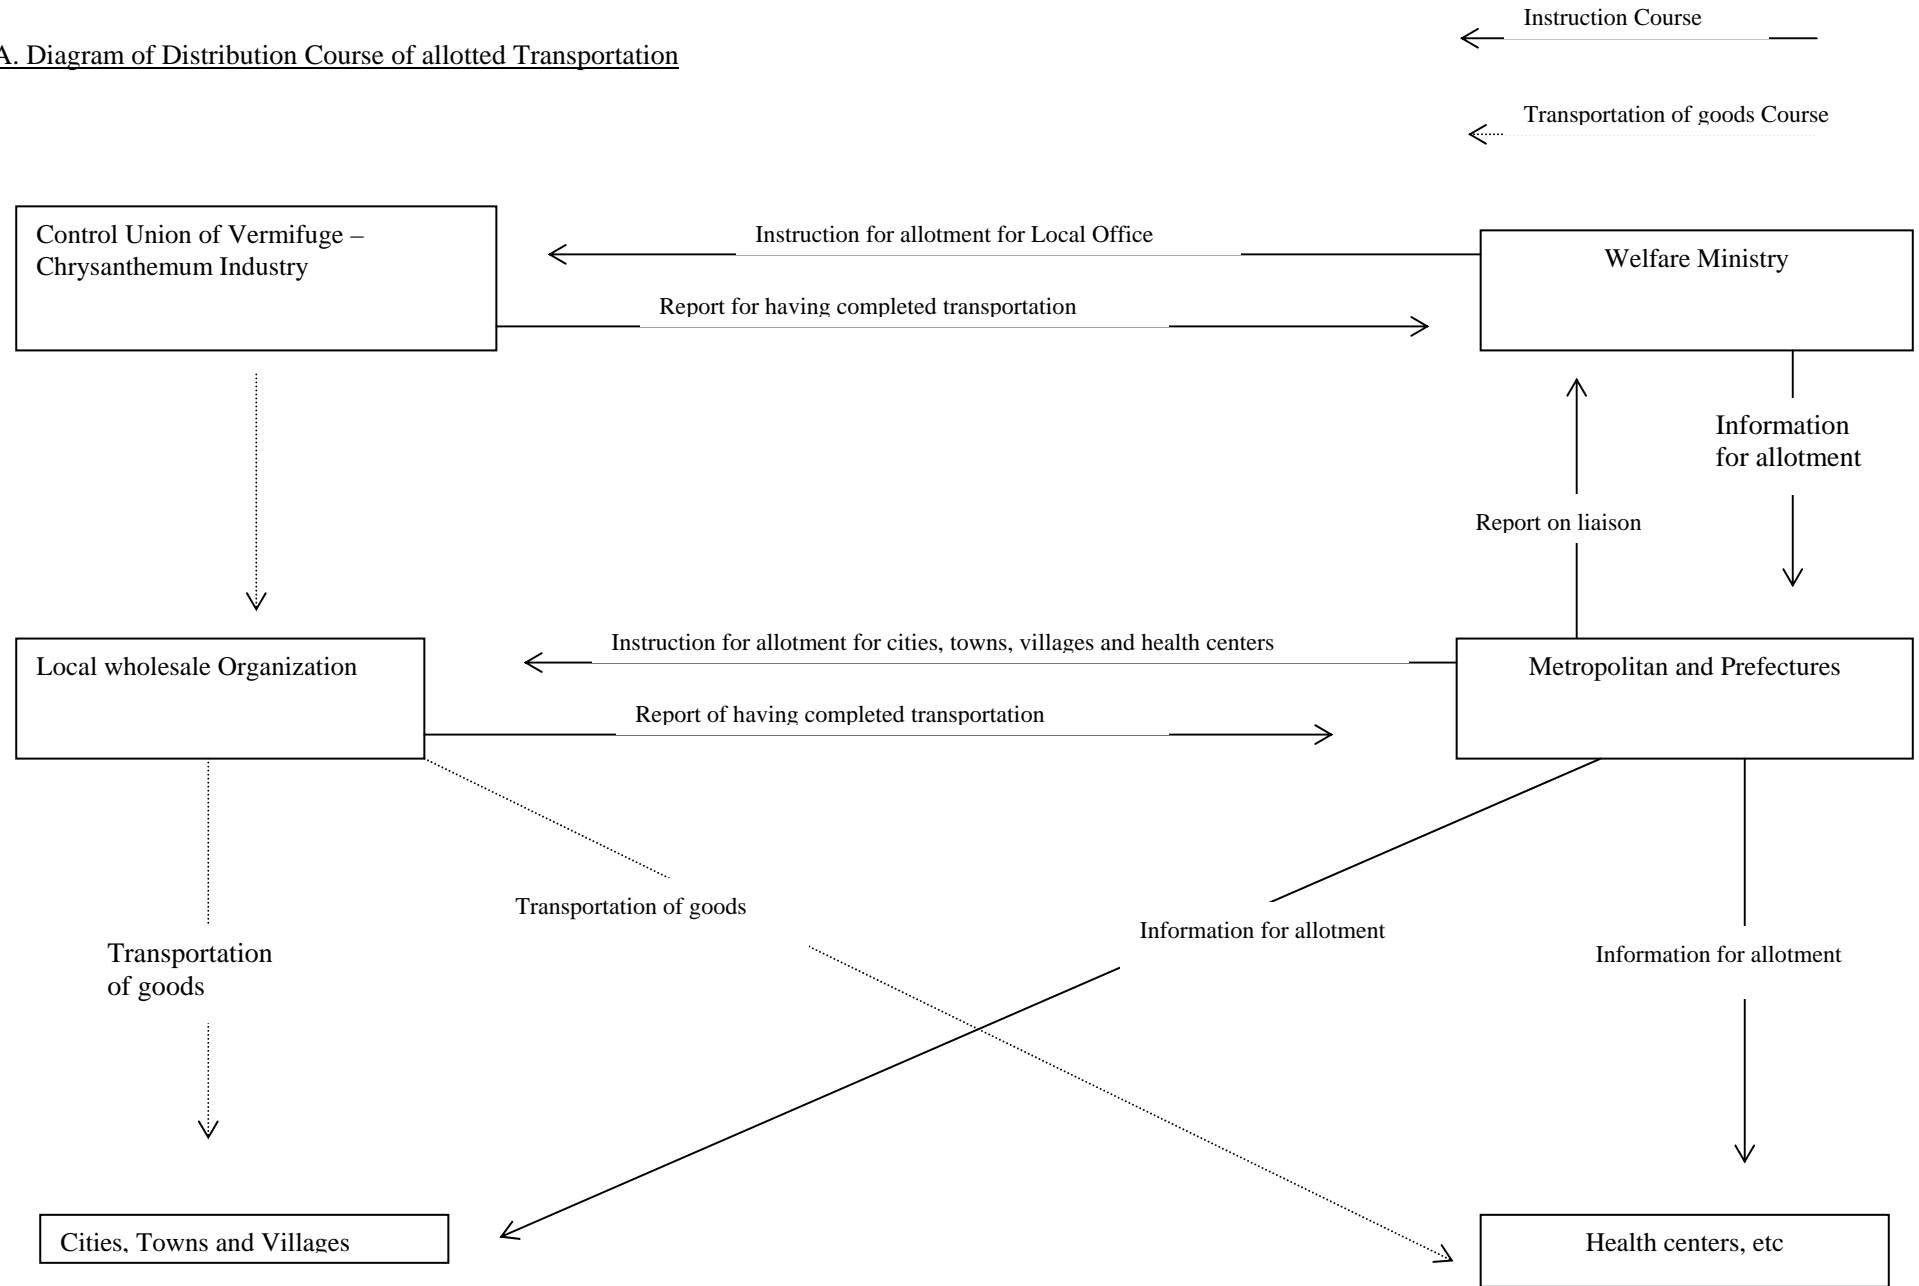 Instruction Course
A. Diagram of Distribution Course of allotted Transportation
Transportation of goods Course
Control Union of Vermifuge –
Chrysanthemum Industry
Instruction for allotment for Local Office
Welfare Ministry
Report for having completed transportation
Information
for allotment
Report on liaison
Local wholesale Organization
Instruction for allotment for cities, towns, villages and health centers
Metropolitan and Prefectures
Report of having completed transportation
Transportation of goods
Information for allotment
Transportation
of goods
Information for allotment
Cities, Towns and Villages
Health centers, etc